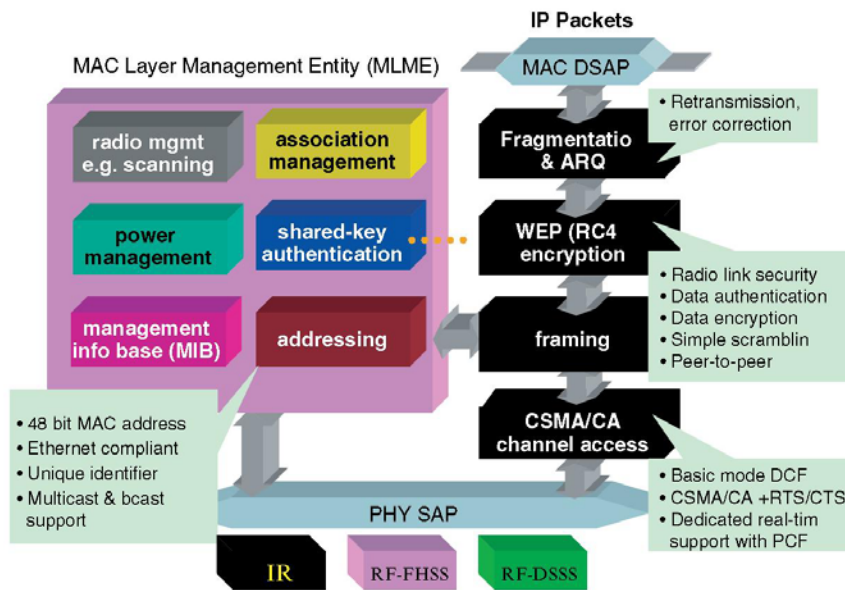 IP Packets
MAC DSAP
MAC Layer Management Entity (MLME)
radio mgmt
e.g. scanning
association
management
power
management
shared-key
authentication
management
info base (MIB)
addressing
• 48 bit MAC address
• Ethernet compliant
• Unique identifier
• Multicast & bcast
support
Fragmentatio
& ARQ
• Retransmission,
error correction
WEP (RC4
encryption
• Radio link security
• Data authentication
• Data encryption
• Simple scramblin
• Peer-to-peer
framing
CSMA/CA
channel access
• Basic mode DCF
• CSMA/CA +RTS/CTS
• Dedicated real-tim
support with PCF
PHY SAP
IR
RF-FHSS
RF-DSSS